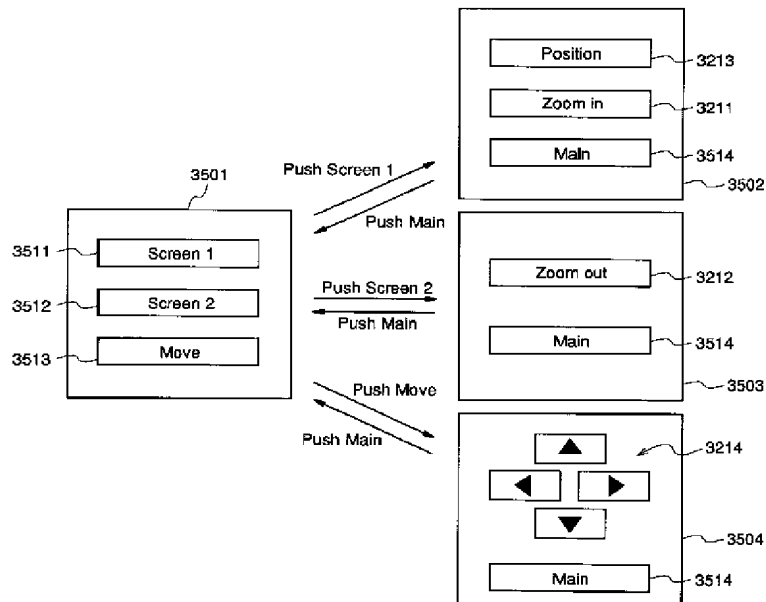 Position
3213
Zoom in
3211
Main
3514
3502
Push Screen 1
Push Main
3501
3511
Screen 1
3512
Screen 2
3513
Move
Push Screen 2
Push Main
Zoom out
3212
Main
3514
3503
Push Move
Push Main
3214
3504
Main
3514